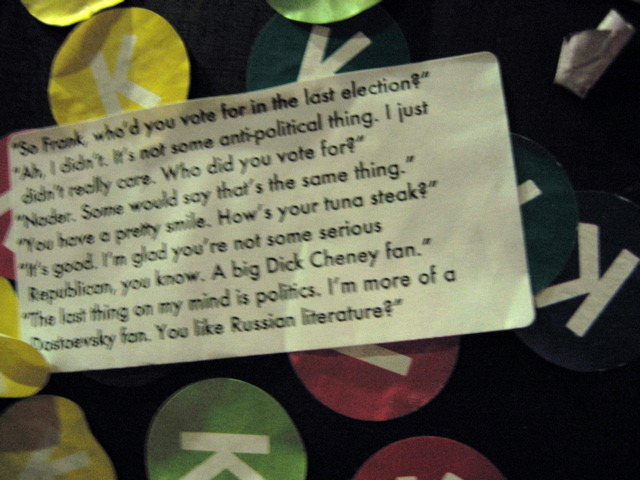 "So Frank, who'd you vote for in the last election?"
"Ah, I didn't. It's not some anti-political thing. I just
didn't really care. Who did you vote for?"
"Nader. Some would say that's the same thing."
"You have a pretty smile. How's your tuna steak?"
"It's good. I'm glad you're not some serious
Republican, you know. A big Dick Cheney fan."
"The last thing on my mind is politics. I'm more of a
Dostoevsky fan. You like Russian literature?"
K
K
K
K
K